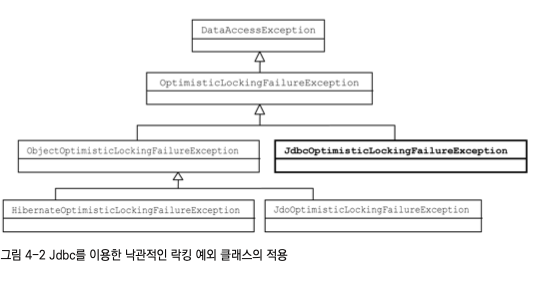 DataAccessException
OptimisticLockingFailureException
ObjectOptimisticLockingFailureException
JdbcOptimisticLockingFailureException
HibernateOptimisticLockingFailureException
JdoOptimisticLockingFailureException
그림 4-2 Jdbc를 이용한 낙관적인 락킹 예외 클래스의 적용